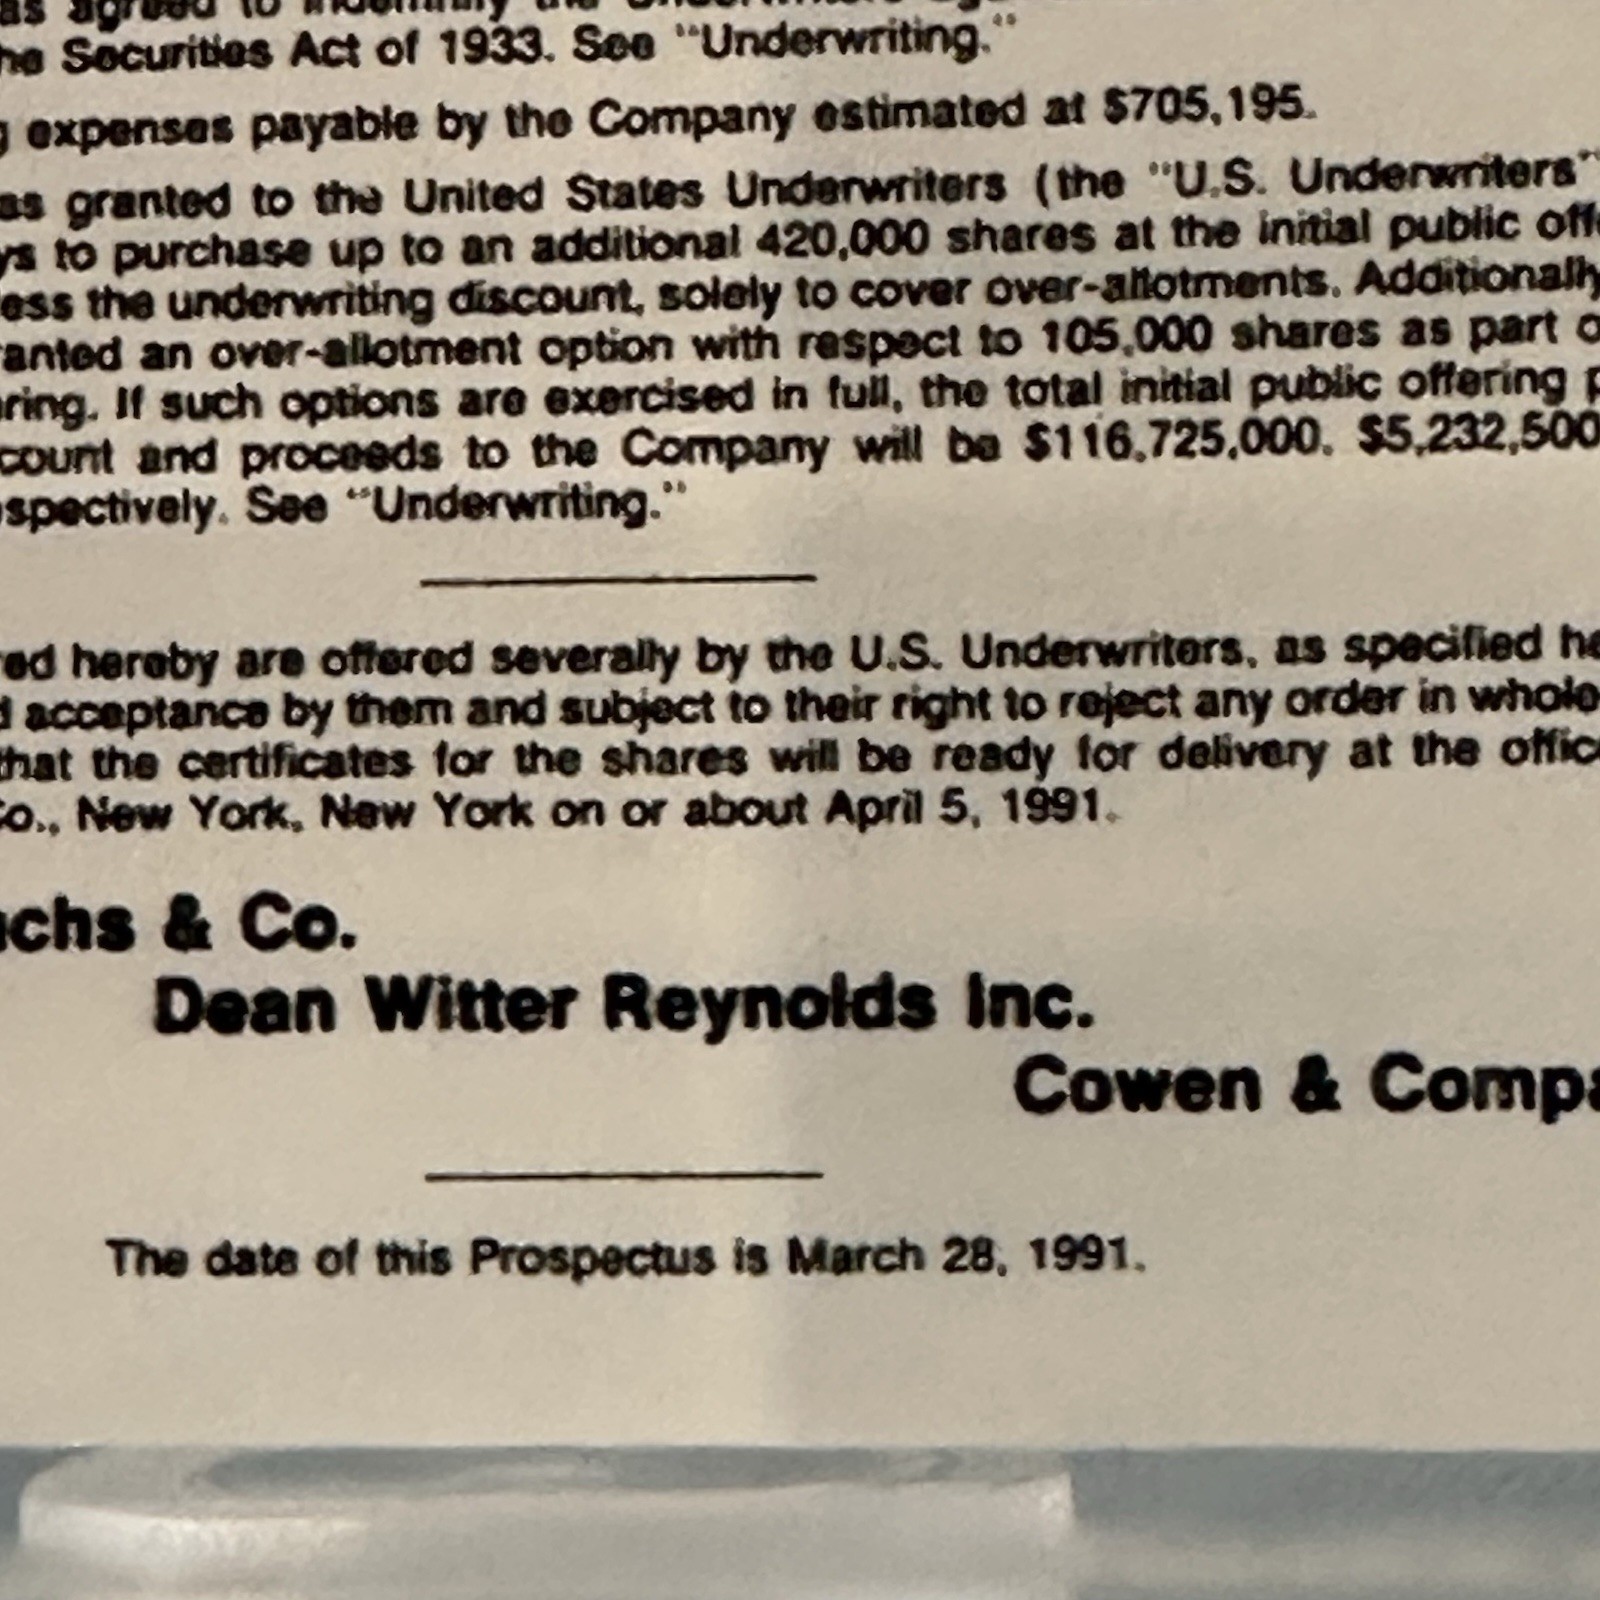 as agreed to indemnify the Underwriters
he Securities Act of 1933. See "Underwriting."
g expenses payable by the Company estimated at $705,195.
as granted to the United States Underwriters (the "U.S. Underwriters"
ys to purchase up to an additional 420,000 shares at the initial public off
ess the underwriting discount, solely to cover over-allotments. Additionally
ranted an over-allotment option with respect to 105,000 shares as part o
ring. If such options are exercised in full, the total initial public offering p
count and proceeds to the Company will be $116,725,000, $5,232,500
spectively. See "Underwriting."
red hereby are offered severally by the U.S. Underwriters, as specified he
d acceptance by them and subject to their right to reject any order in whole
that the certificates for the shares will be ready for delivery at the offic
Co., New York, New York on or about April 5, 1991.
achs & Co.
Dean Witter Reynolds Inc.
Cowen & Compa
The date of this Prospectus is March 28, 1991.